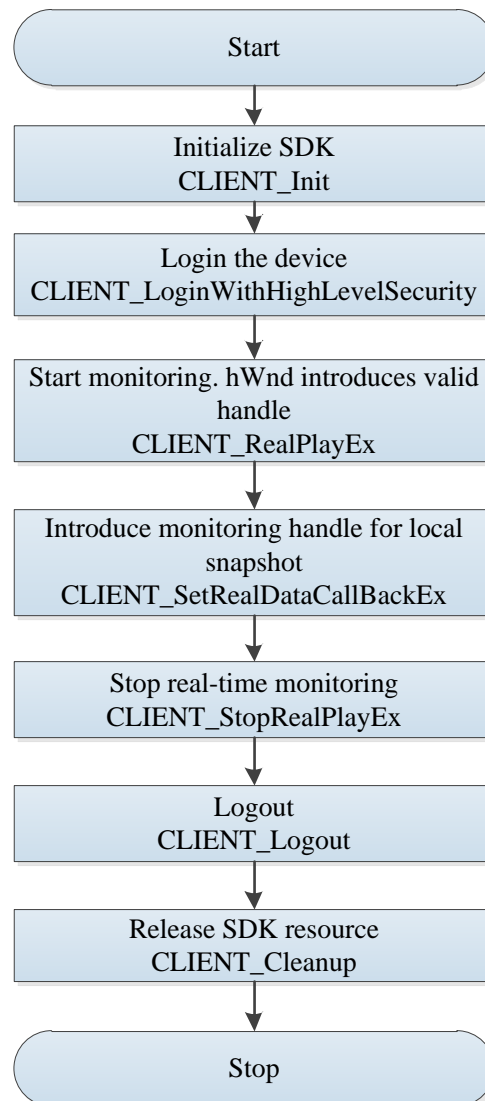 Start
Initialize SDK
CLIENT_Init
Login the device
CLIENT_LoginWithHighLevelSecurity
Start monitoring. hWnd introduces valid
handle
CLIENT_RealPlayEx
Introduce monitoring handle for local
snapshot
CLIENT_SetRealDataCallBackEx
Stop real-time monitoring
CLIENT_StopRealPlayEx
Logout
CLIENT_Logout
Release SDK resource
CLIENT_Cleanup
Stop